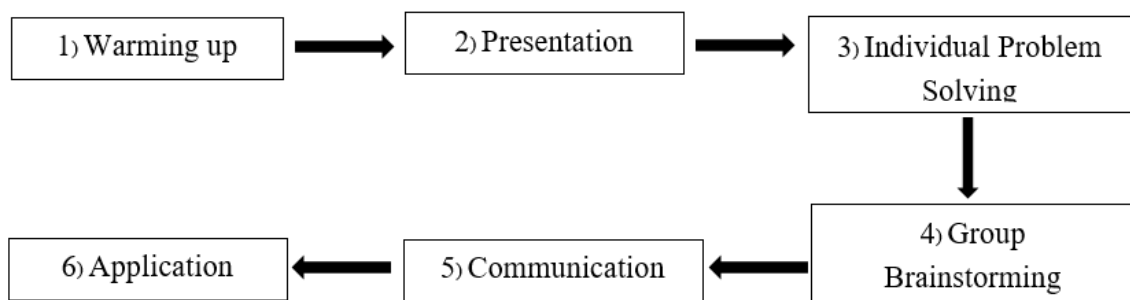 1) Warming up
2) Presentation
3) Individual Problem
Solving
4) Group
Brainstorming
5) Communication
6) Application